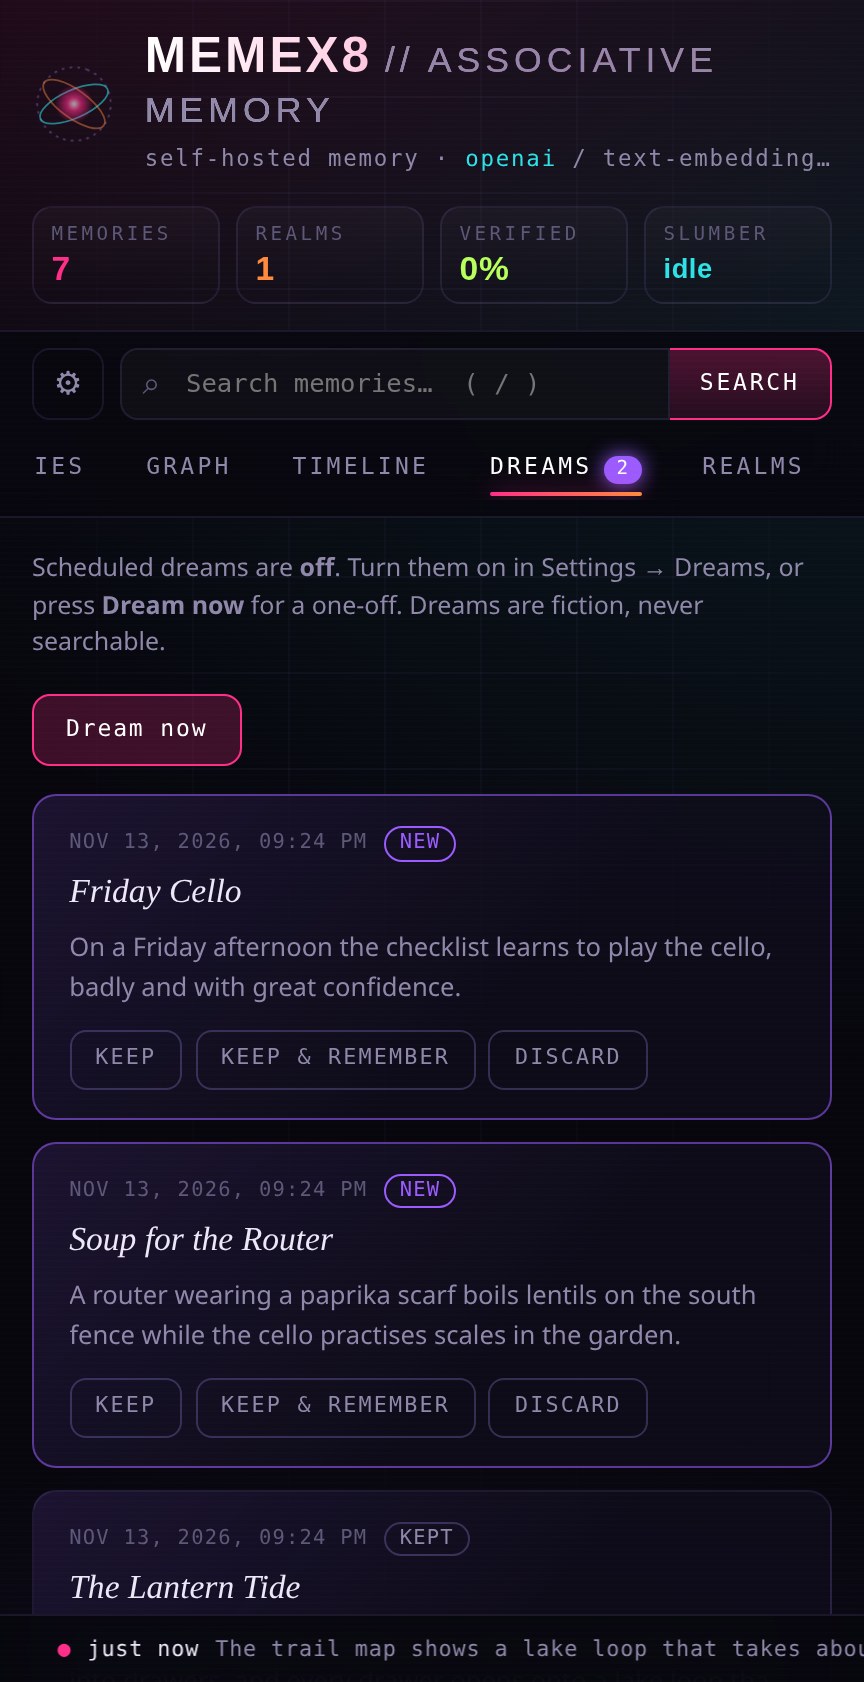 MEMEX8 // ASSOCIATIVE
MEMORY
self-hosted memory · openai / text-embedding…
MEMORIES
7
REALMS
1
VERIFIED
0%
SLUMBER
idle
Search memories… ( / )
SEARCH
IES
GRAPH
TIMELINE
DREAMS 2
REALMS
Scheduled dreams are off. Turn them on in Settings → Dreams, or
press Dream now for a one-off. Dreams are fiction, never
searchable.
Dream now
NOV 13, 2026, 09:24 PM NEW
Friday Cello
On a Friday afternoon the checklist learns to play the cello,
badly and with great confidence.
KEEP
KEEP & REMEMBER
DISCARD
NOV 13, 2026, 09:24 PM NEW
Soup for the Router
A router wearing a paprika scarf boils lentils on the south
fence while the cello practises scales in the garden.
KEEP
KEEP & REMEMBER
DISCARD
NOV 13, 2026, 09:24 PM KEPT
The Lantern Tide
just now The trail map shows a lake loop that takes abou